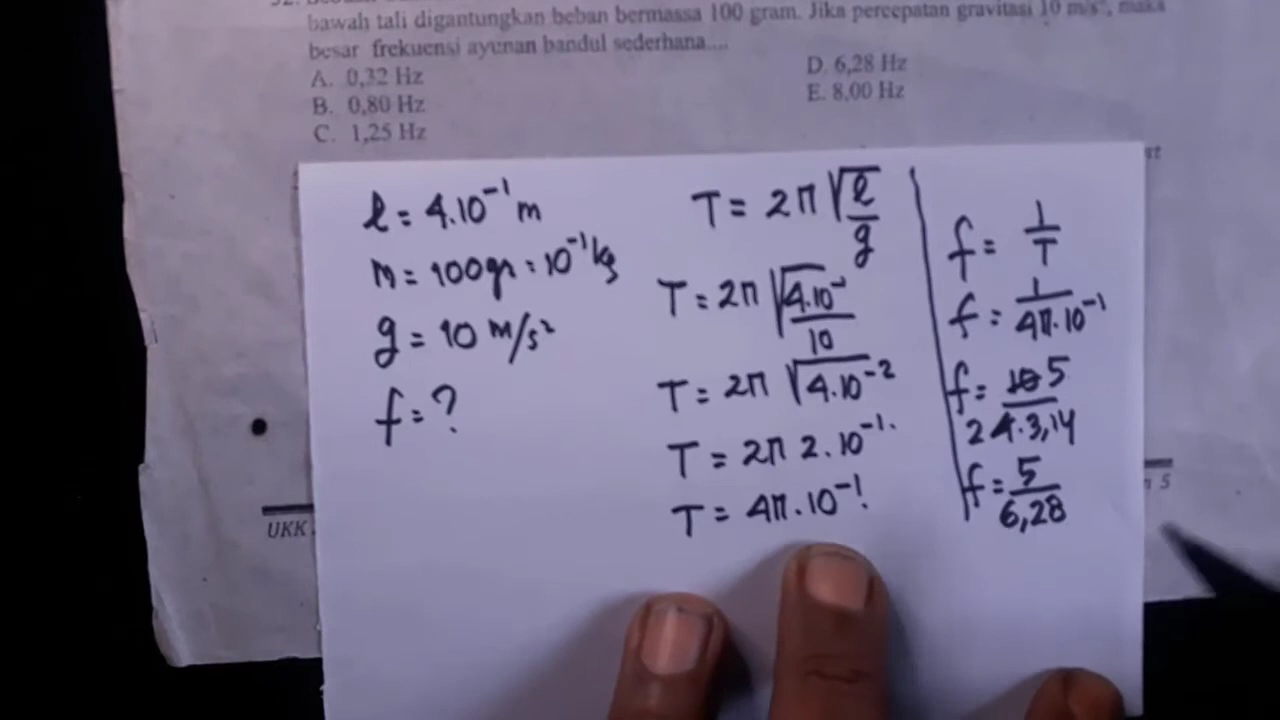 bawah tali digantungkan beban bermassa 100 gram. Jika percepatan gravitasi 10 m/s², maka
besar frekuensi ayunan bandul sederhana....
A. 0,32 Hz
B. 0,80 Hz
C. 1,25 Hz
D. 6,28 Hz
E. 8,00 Hz
l = 4.10⁻¹ m
m = 100 gr = 10⁻¹ kg
g = 10 m/s²
f = ?
T = 2π √l/g
T = 2π √4.10⁻¹/10
T = 2π √4.10⁻²
T = 2π 2.10⁻¹.
T = 4π.10⁻¹
f = 1/T
f = 1/4π.10⁻¹
f = 10 5/2 4.3,14
f = 5/6,28
UKK
5